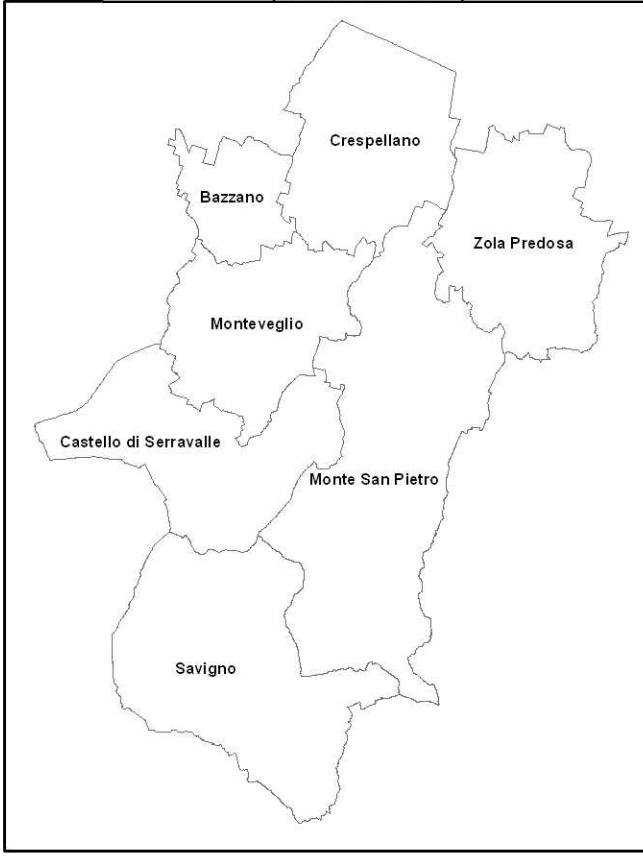 Crespellano
Bazzano
Zola Predosa
Monteveglio
Castello di Serravalle
Monte San Pietro
Savigno